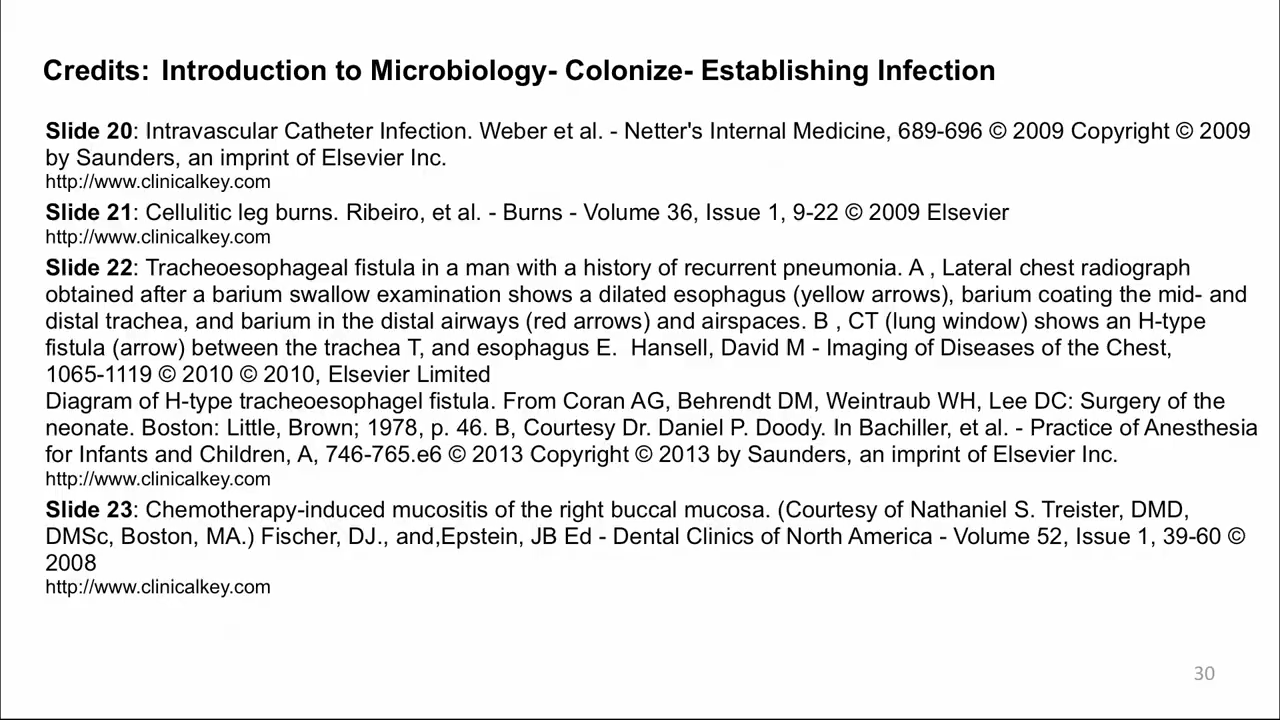 Credits: Introduction to Microbiology- Colonize- Establishing Infection
Slide 20: Intravascular Catheter Infection. Weber et al. - Netter's Internal Medicine, 689-696 © 2009 Copyright © 2009
by Saunders, an imprint of Elsevier Inc.
http://www.clinicalkey.com
Slide 21: Cellulitic leg burns. Ribeiro, et al. - Burns - Volume 36, Issue 1, 9-22 © 2009 Elsevier
http://www.clinicalkey.com
Slide 22: Tracheoesophageal fistula in a man with a history of recurrent pneumonia. A , Lateral chest radiograph
obtained after a barium swallow examination shows a dilated esophagus (yellow arrows), barium coating the mid- and
distal trachea, and barium in the distal airways (red arrows) and airspaces. B , CT (lung window) shows an H-type
fistula (arrow) between the trachea T, and esophagus E.  Hansell, David M - Imaging of Diseases of the Chest,
1065-1119 © 2010 © 2010, Elsevier Limited
Diagram of H-type tracheoesophagel fistula. From Coran AG, Behrendt DM, Weintraub WH, Lee DC: Surgery of the
neonate. Boston: Little, Brown; 1978, p. 46. B, Courtesy Dr. Daniel P. Doody. In Bachiller, et al. - Practice of Anesthesia
for Infants and Children, A, 746-765.e6 © 2013 Copyright © 2013 by Saunders, an imprint of Elsevier Inc.
http://www.clinicalkey.com
Slide 23: Chemotherapy-induced mucositis of the right buccal mucosa. (Courtesy of Nathaniel S. Treister, DMD,
DMSc, Boston, MA.) Fischer, DJ., and,Epstein, JB Ed - Dental Clinics of North America - Volume 52, Issue 1, 39-60 ©
2008
http://www.clinicalkey.com
30